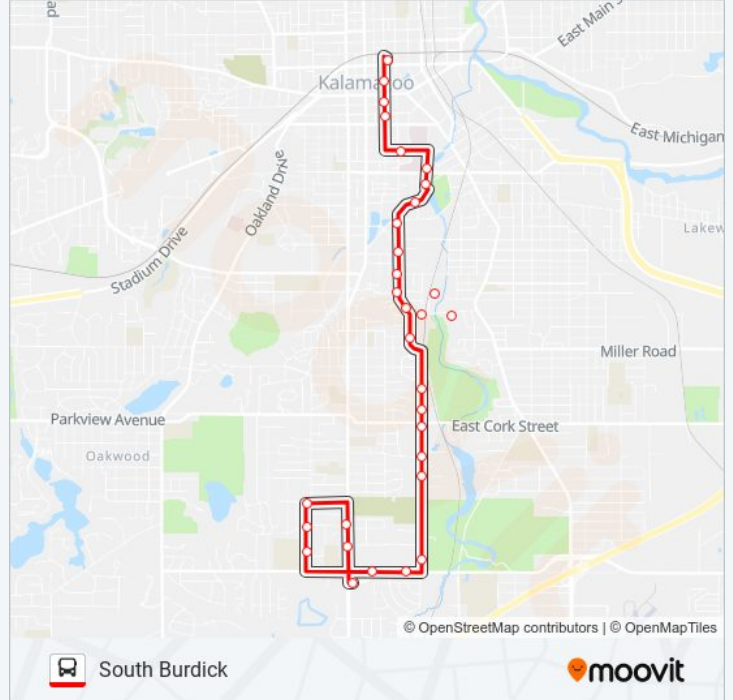 East Main S
ad
Kalamazoo
East Michigan
Oakland Drive
Lakew
Stadium Drive
Miller Road
Parkview Avenue
East Cork Street
Oakwood
© OpenStreetMap contributors | © OpenMapTiles
South Burdick
moovit